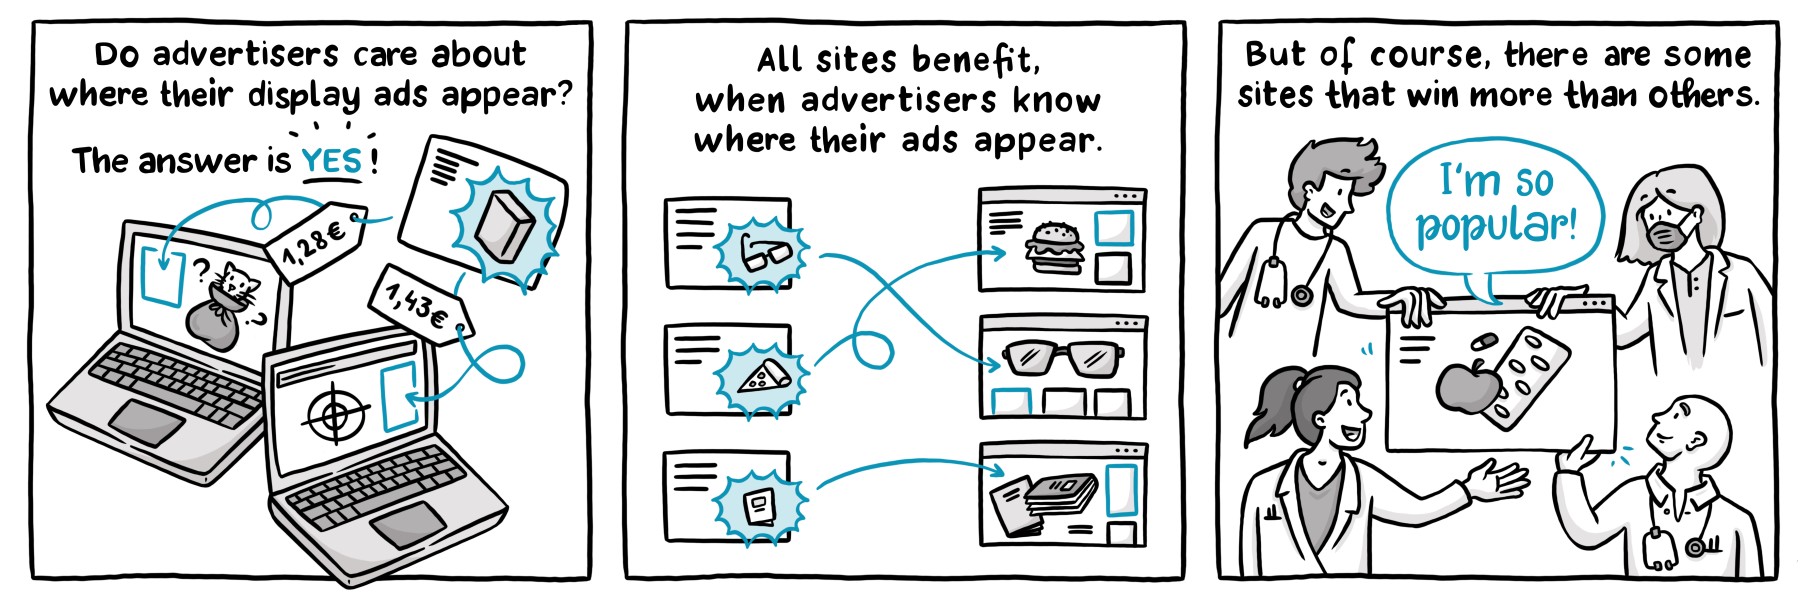 Do advertisers care about
where their display ads appear?
The answer is YES!
1,28€
?
?
1,43€
All sites benefit,
when advertisers know
where their ads appear.
But of course, there are some
sites that win more than others.
I'm so
popular!